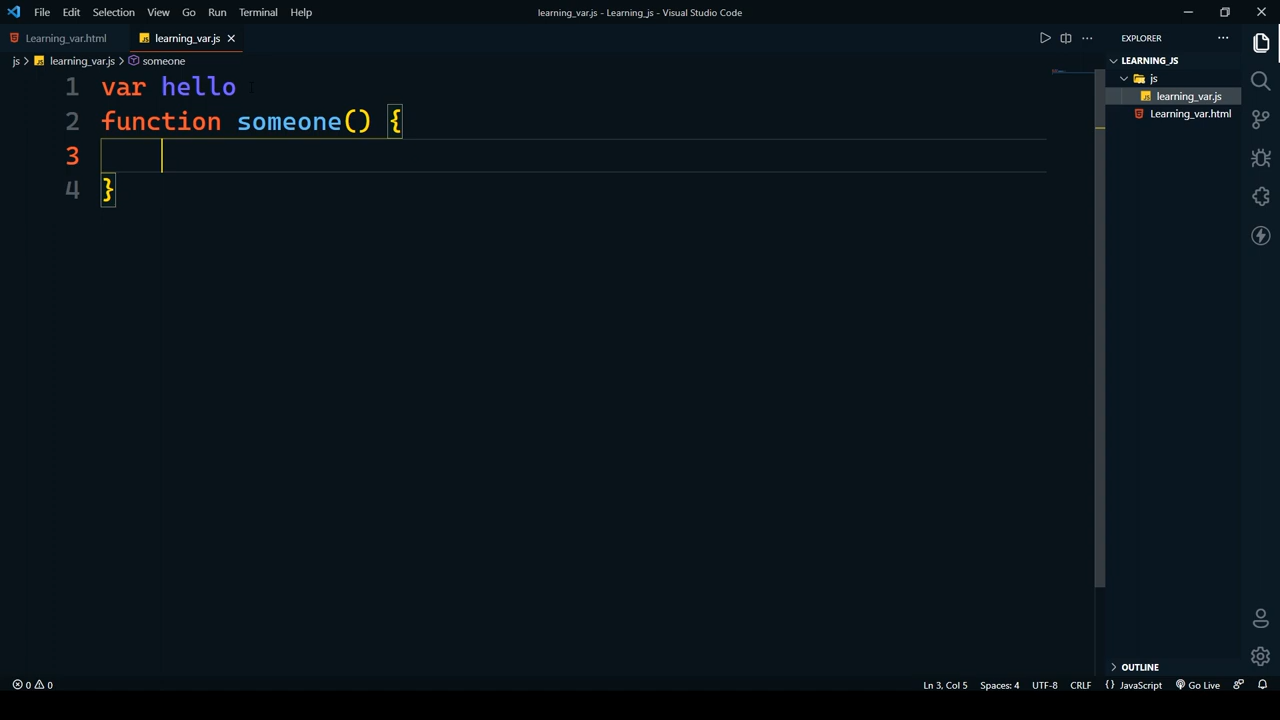 File Edit Selection View Go Run Terminal Help
learning_var.js - Learning_js - Visual Studio Code
Learning_var.html
learning_var.js
js > learning_var.js > someone
1 var hello
2 function someone() {
3
4 }
EXPLORER
LEARNING_JS
js
learning_var.js
Learning_var.html
OUTLINE
0 0
Ln 3, Col 5 Spaces: 4 UTF-8 CRLF {} JavaScript Go Live